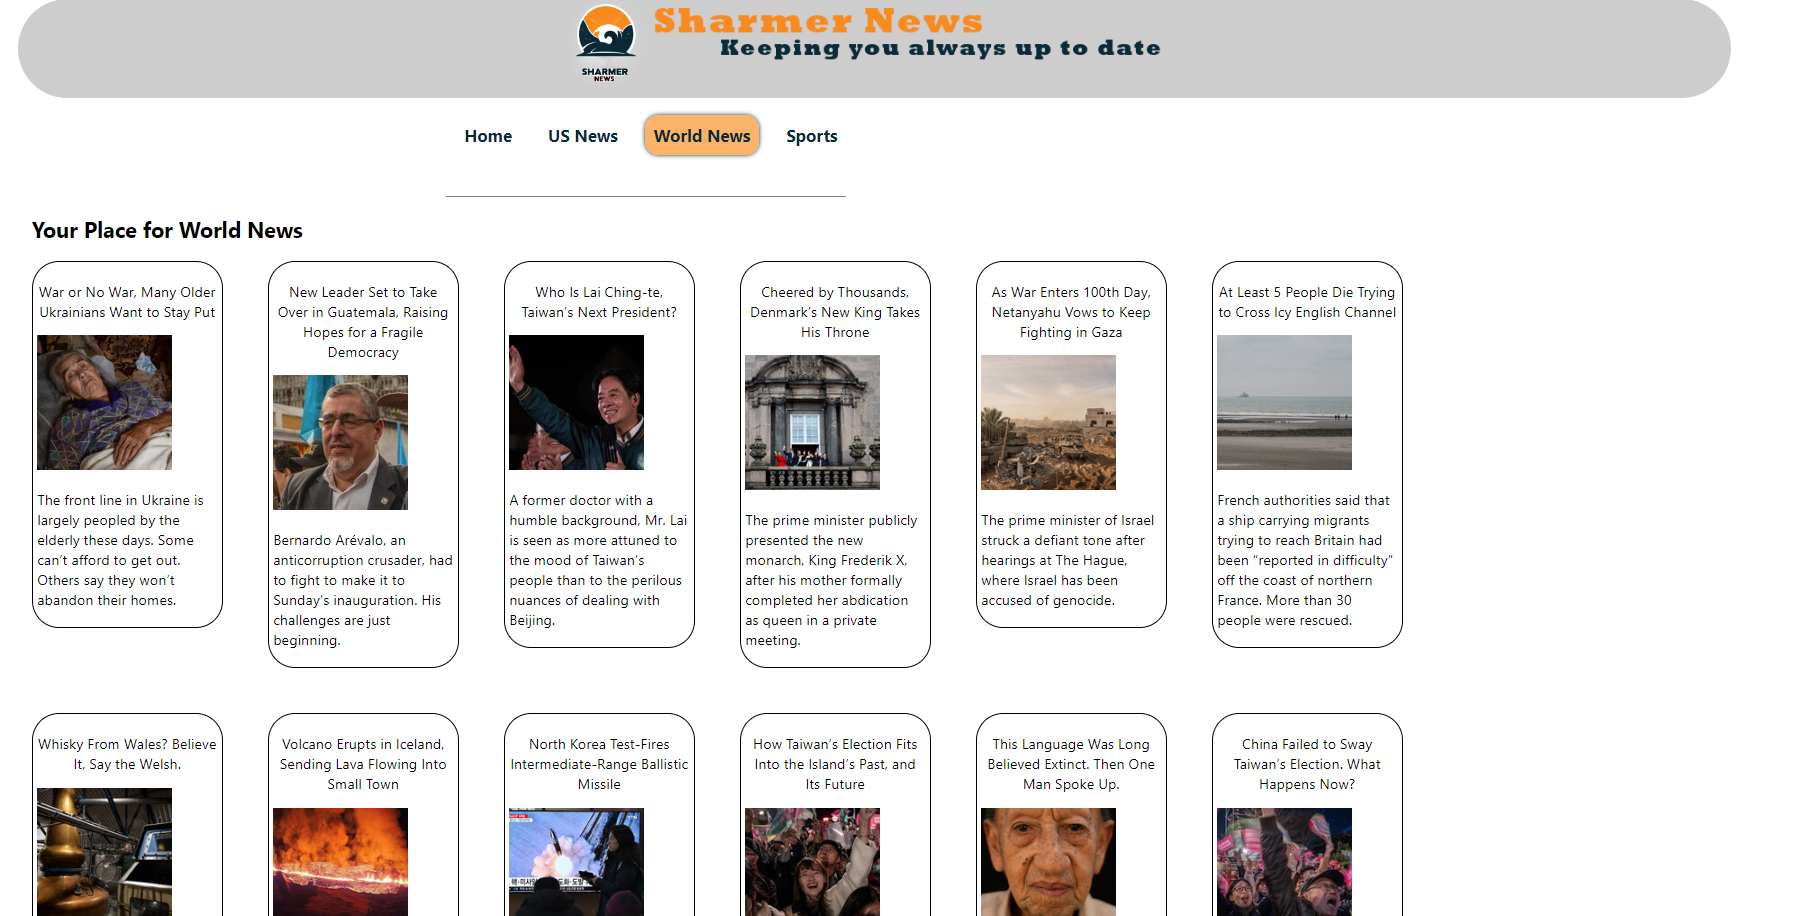 Sharmer News
Keeping you always up to date
SHARMER
NEWS
Home
US News
World News
Sports
Your Place for World News
War or No War, Many Older
Ukrainians Want to Stay Put
The front line in Ukraine is
largely peopled by the
elderly these days. Some
can’t afford to get out.
Others say they won’t
abandon their homes.
New Leader Set to Take
Over in Guatemala, Raising
Hopes for a Fragile
Democracy
Bernardo Arévalo, an
anticorruption crusader, had
to fight to make it to
Sunday’s inauguration. His
challenges are just
beginning.
Who Is Lai Ching-te,
Taiwan’s Next President?
A former doctor with a
humble background, Mr. Lai
is seen as more attuned to
the mood of Taiwan’s
people than to the perilous
nuances of dealing with
Beijing.
Cheered by Thousands,
Denmark’s New King Takes
His Throne
The prime minister publicly
presented the new
monarch, King Frederik X,
after his mother formally
completed her abdication
as queen in a private
meeting.
As War Enters 100th Day,
Netanyahu Vows to Keep
Fighting in Gaza
The prime minister of Israel
struck a defiant tone after
hearings at The Hague,
where Israel has been
accused of genocide.
At Least 5 People Die Trying
to Cross Icy English Channel
French authorities said that
a ship carrying migrants
trying to reach Britain had
been “reported in difficulty”
off the coast of northern
France. More than 30
people were rescued.
Whisky From Wales? Believe
It, Say the Welsh.
Volcano Erupts in Iceland,
Sending Lava Flowing Into
Small Town
North Korea Test-Fires
Intermediate-Range Ballistic
Missile
How Taiwan’s Election Fits
Into the Island’s Past, and
Its Future
This Language Was Long
Believed Extinct. Then One
Man Spoke Up.
China Failed to Sway
Taiwan’s Election. What
Happens Now?